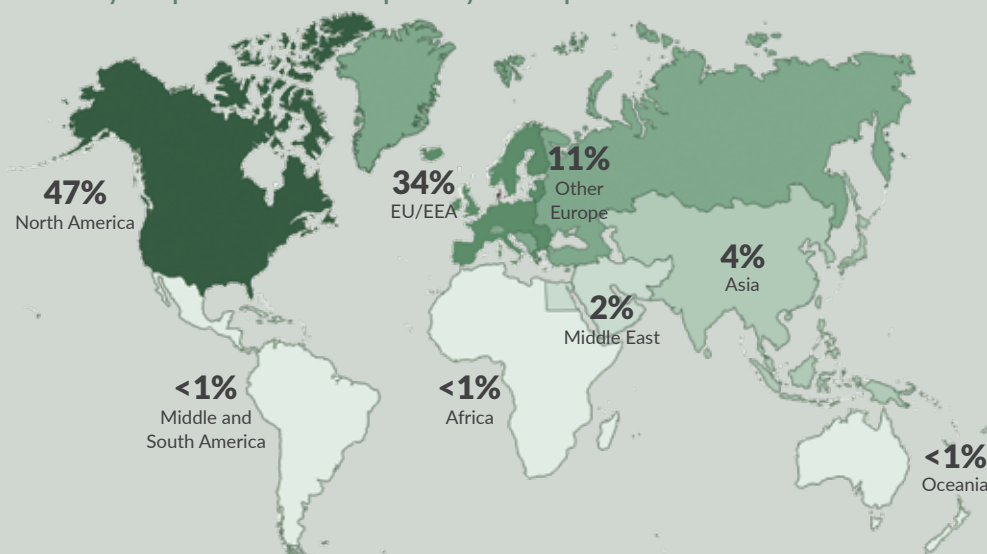 47%
North America
34%
EU/EEA
11%
Other
Europe
4%
Asia
2%
Middle East
<1%
Middle and
South America
<1%
Africa
<1%
Oceania